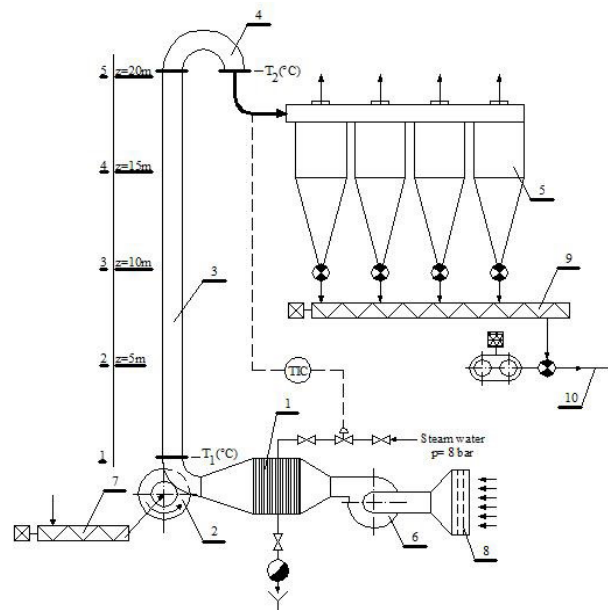 4
5 z=20m
T2(°C)
4 z=15m
5
3 z=10m
3
9
2 z=5m
TIC
10
1
1
T1(°C)
Steam water
p= 8 bar
7
2
6
8